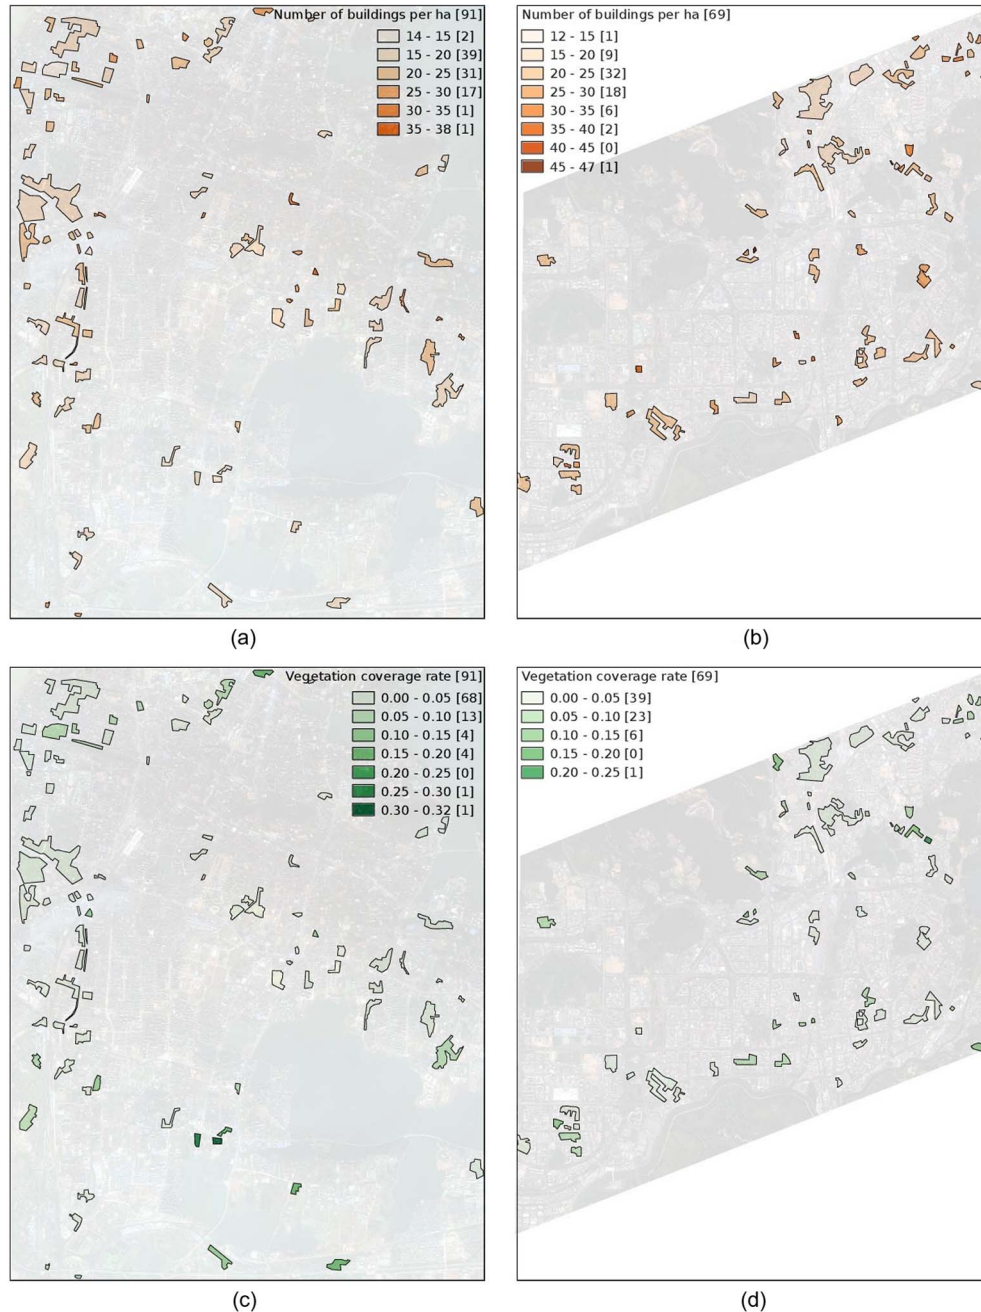 Number of buildings per ha [91]
14 - 15 [2]
15 - 20 [39]
20 - 25 [31]
25 - 30 [17]
30 - 35 [1]
35 - 38 [1]
(a)
Number of buildings per ha [69]
12 - 15 [1]
15 - 20 [9]
20 - 25 [32]
25 - 30 [18]
30 - 35 [6]
35 - 40 [2]
40 - 45 [0]
45 - 47 [1]
(b)
Vegetation coverage rate [91]
0.00 - 0.05 [68]
0.05 - 0.10 [13]
0.10 - 0.15 [4]
0.15 - 0.20 [4]
0.20 - 0.25 [0]
0.25 - 0.30 [1]
0.30 - 0.32 [1]
(c)
Vegetation coverage rate [69]
0.00 - 0.05 [39]
0.05 - 0.10 [23]
0.10 - 0.15 [6]
0.15 - 0.20 [0]
0.20 - 0.25 [1]
(d)